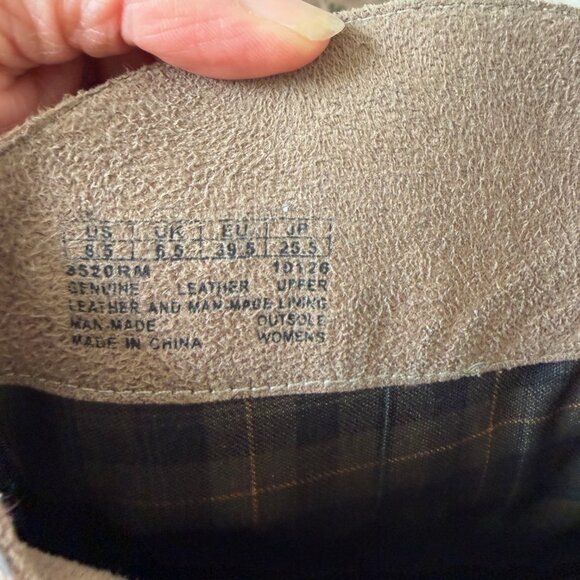 US UK EU JP
8.5 6.5 39.5 25.5
3520RM 10126
GENUINE LEATHER UPPER
LEATHER AND MAN MADE LINING
MAN MADE OUTSOLE
MADE IN CHINA WOMENS